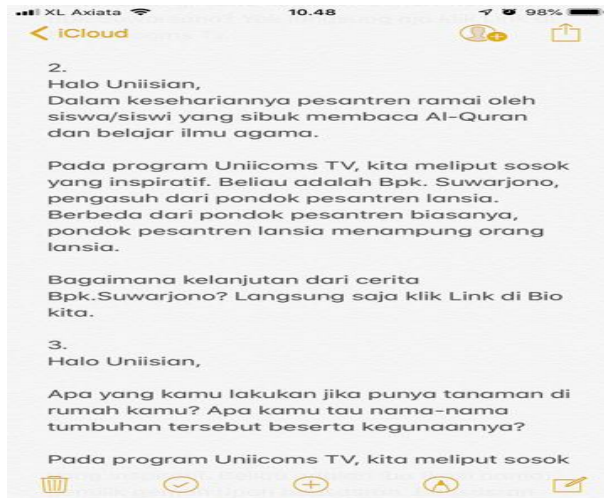 XL Axiata 10.48 98%
iCloud
2.
Halo Uniisian,
Dalam kesehariannya pesantren ramai oleh
siswa/siswi yang sibuk membaca Al-Quran
dan belajar ilmu agama.
Pada program Uniicoms TV, kita meliput sosok
yang inspiratif. Beliau adalah Bpk. Suwarjono,
pengasuh dari pondok pesantren lansia.
Berbeda dari pondok pesantren biasanya,
pondok pesantren lansia menampung orang
lansia.
Bagaimana kelanjutan dari cerita
Bpk.Suwarjono? Langsung saja klik Link di Bio
kita.
3.
Halo Uniisian,
Apa yang kamu lakukan jika punya tanaman di
rumah kamu? Apa kamu tau nama-nama
tumbuhan tersebut beserta kegunaannya?
Pada program Uniicoms TV, kita meliput sosok